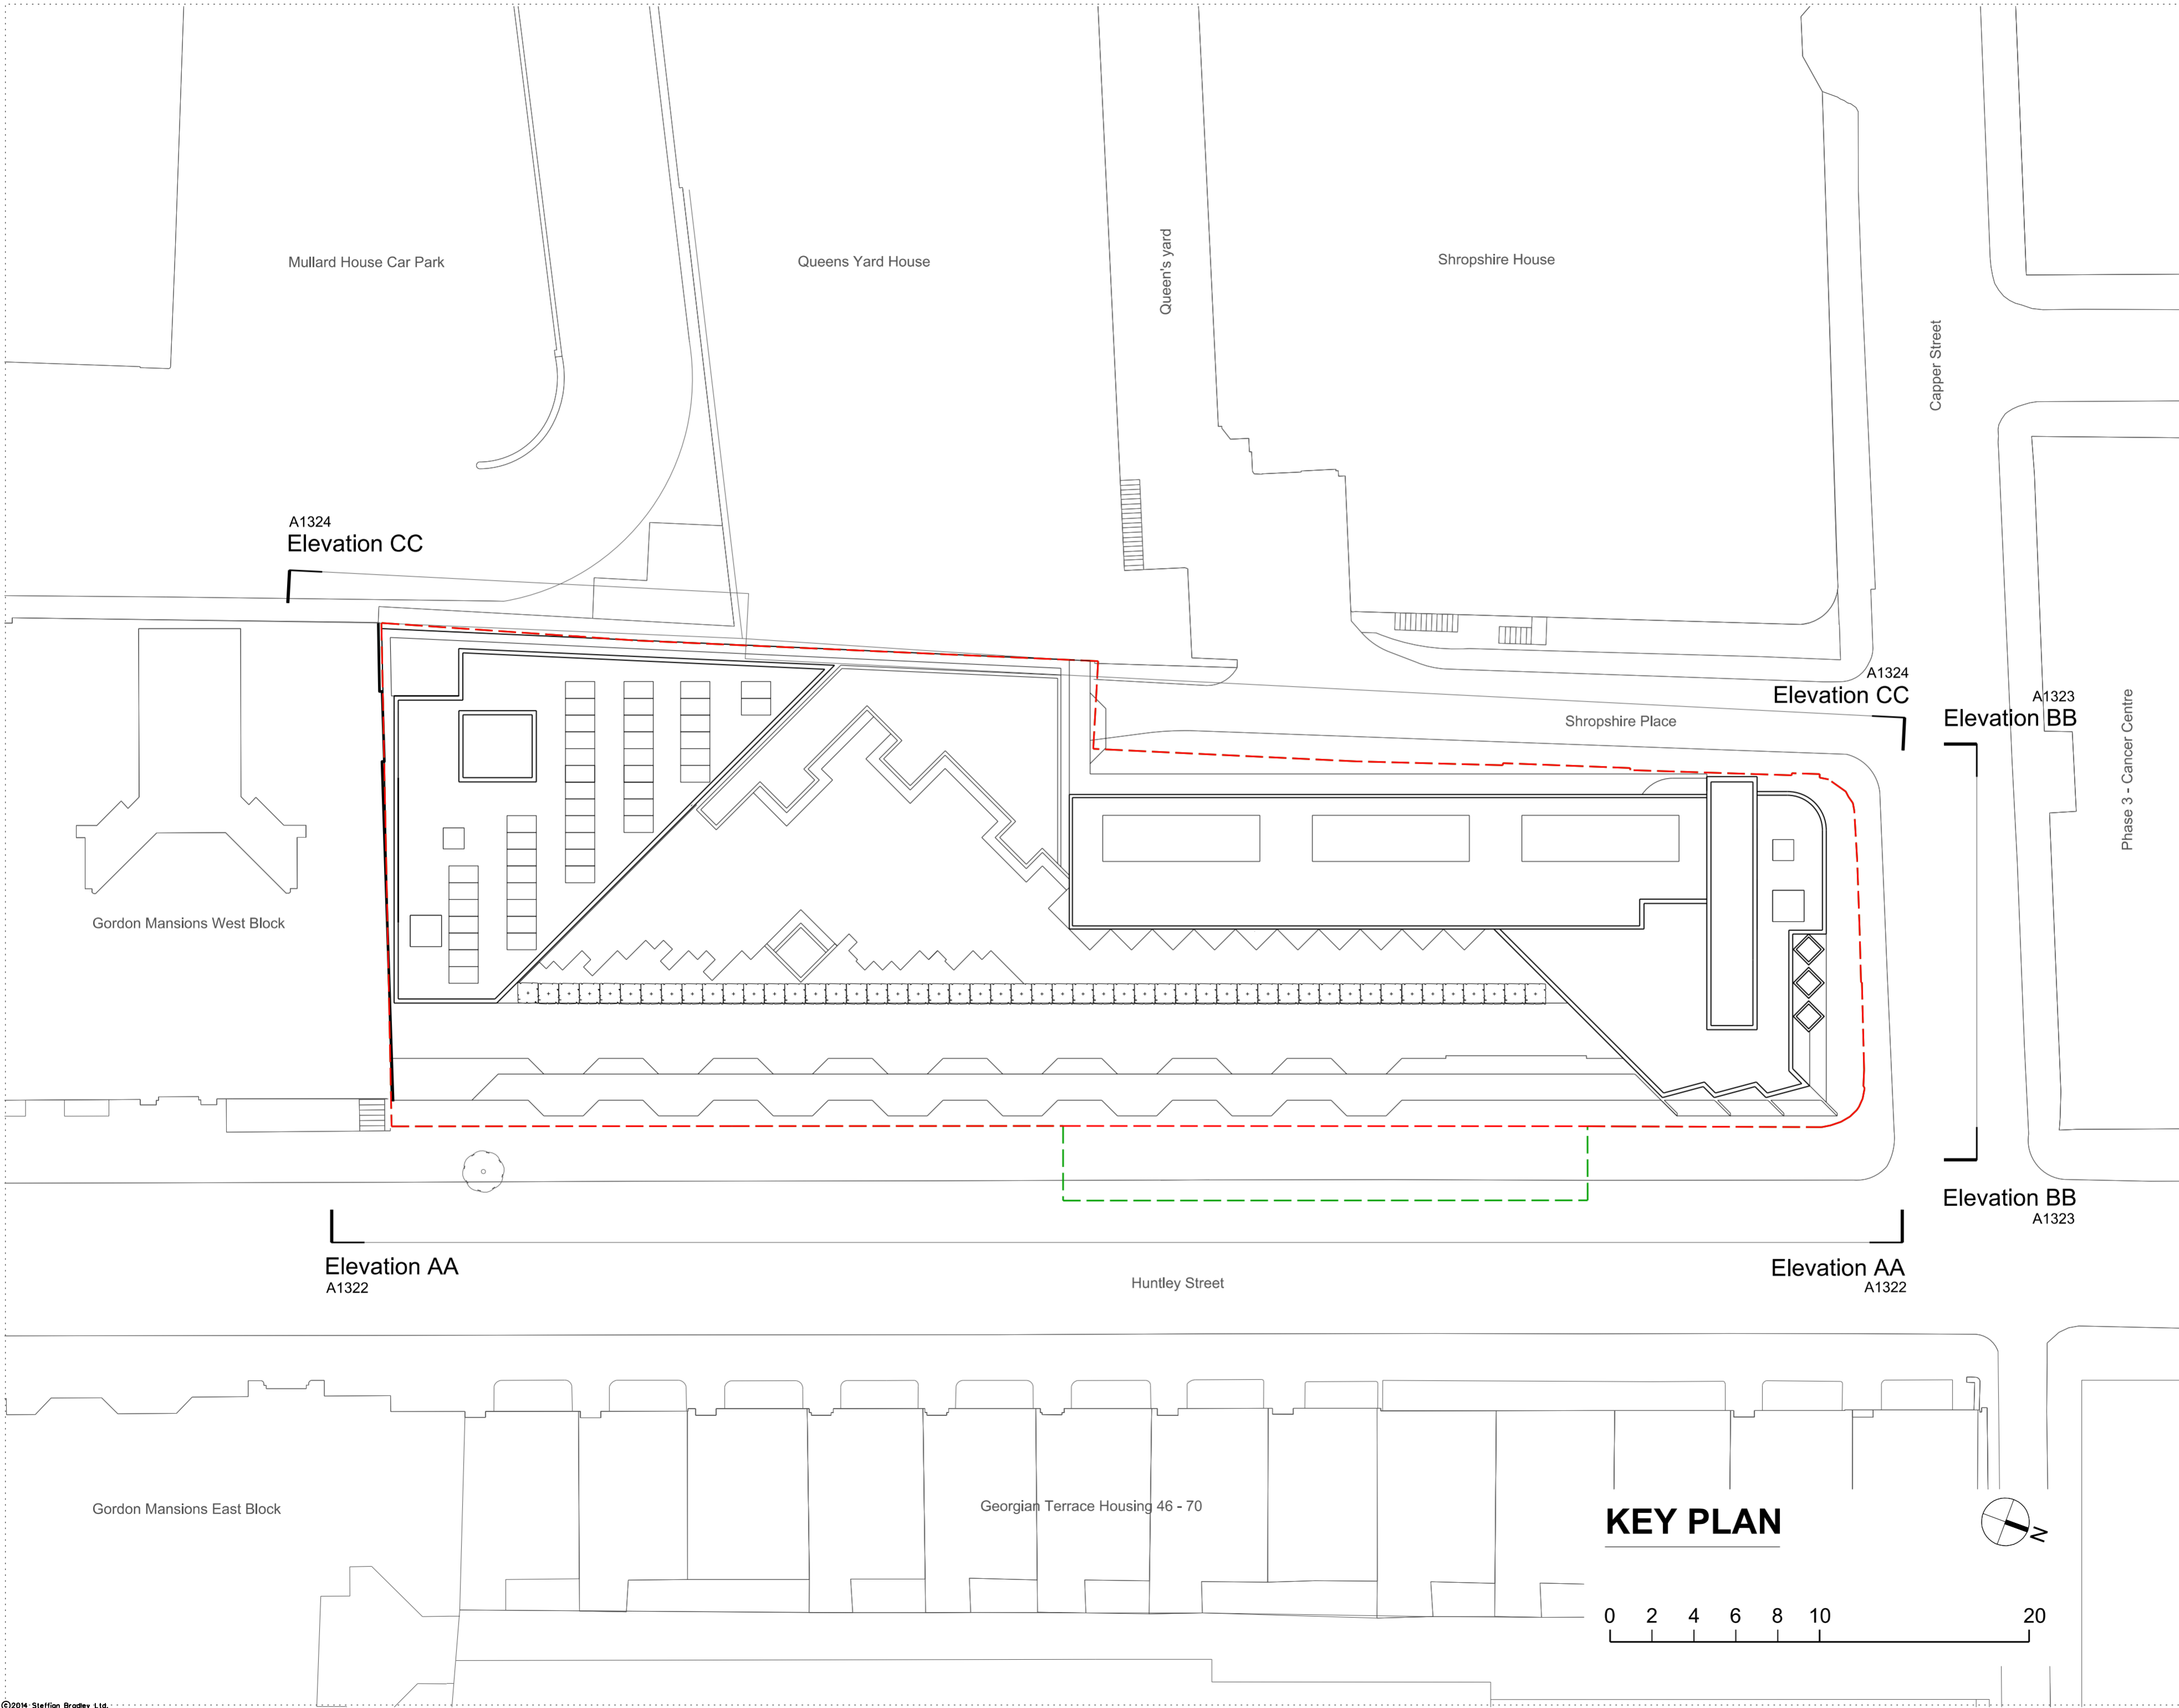 Mullard House Car Park
Queens Yard House
Queen's yard
Shropshire House
Capper Street
A1324
Elevation CC
A1324
Elevation CC
A1323
Elevation BB
Shropshire Place
Phase 3 - Cancer Centre
Gordon Mansions West Block
Elevation BB
A1323
Elevation AA
A1322
Elevation AA
A1322
Huntley Street
Gordon Mansions East Block
Georgian Terrace Housing 46 - 70
KEY PLAN
N
0 2 4 6 8 10 20
©2014 Steffian Bradley Ltd.